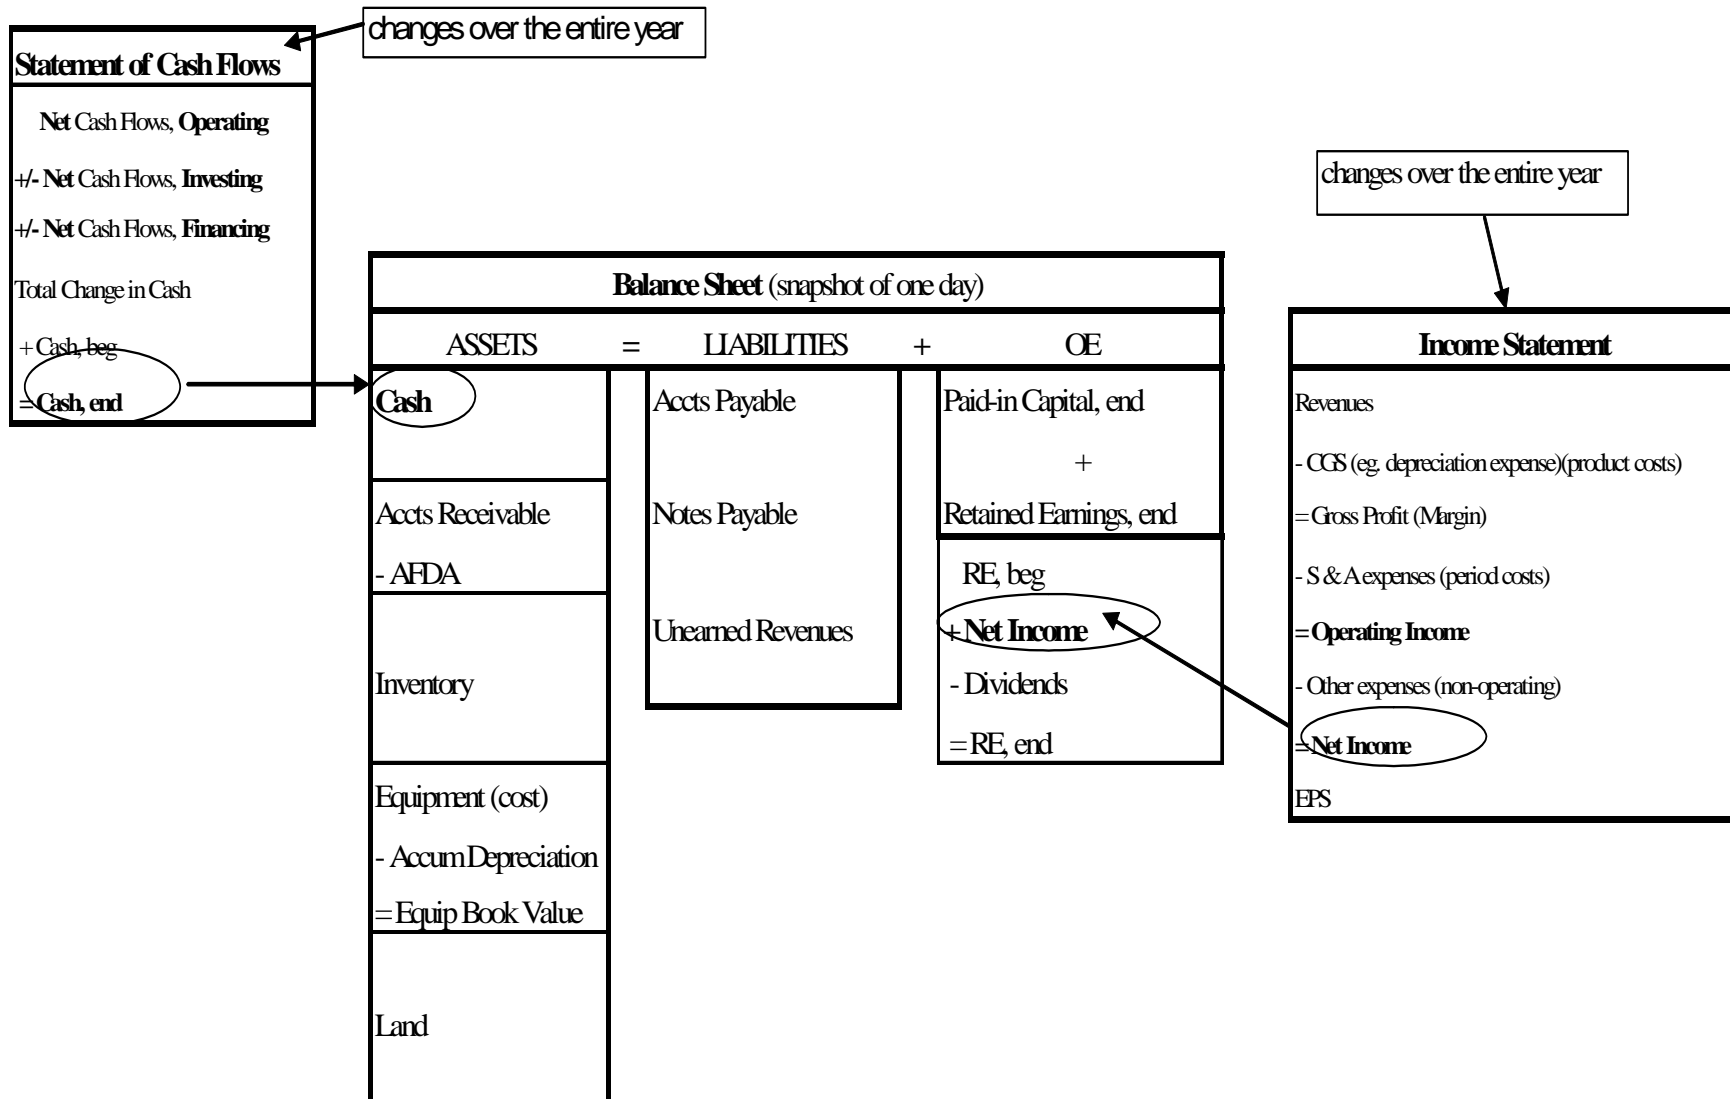 changes over the entire year
Statement of Cash Flows
Net Cash Flows, Operating
+/- Net Cash Flows, Investing
+/- Net Cash Flows, Financing
Total Change in Cash
+ Cash, beg
= Cash, end
changes over the entire year
Balance Sheet (snapshot of one day)
ASSETS = LIABILITIES + OE
Cash
Accts Receivable
- AFDA
Inventory
Equipment (cost)
- Accum Depreciation
= Equip Book Value
Land
Accts Payable
Notes Payable
Unearned Revenues
Paid-in Capital, end
+
Retained Earnings, end
RE, beg
+ Net Income
- Dividends
= RE, end
Income Statement
Revenues
- CGS (eg. depreciation expense)(product costs)
= Gross Profit (Margin)
- S & A expenses (period costs)
= Operating Income
- Other expenses (non-operating)
= Net Income
EPS